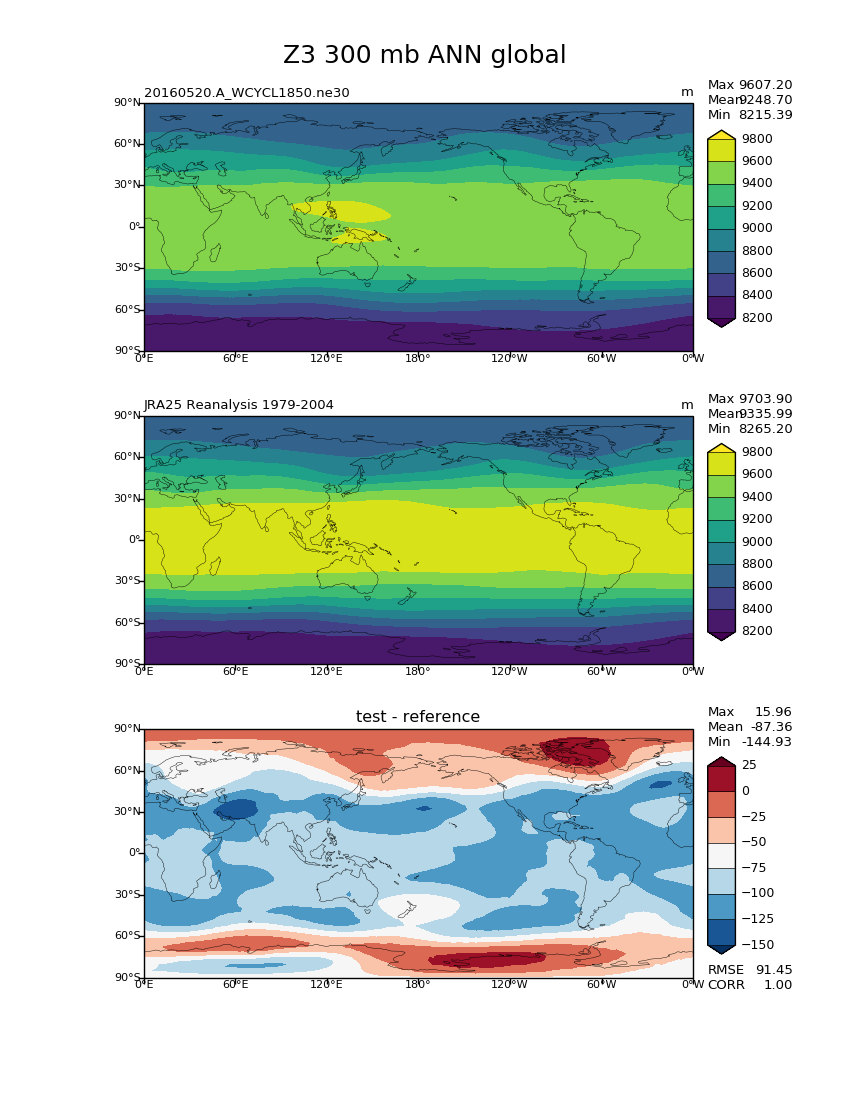 Z3 300 mb ANN global
20160520.A_WCYCL1850.ne30
m
Max 9607.20
Mean 9248.70
Min 8215.39
90°N
60°N
30°N
0°
30°S
60°S
90°S
0°E 60°E 120°E 180° 120°W 60°W 0°W
9800
9600
9400
9200
9000
8800
8600
8400
8200
JRA25 Reanalysis 1979-2004
m
Max 9703.90
Mean 9335.99
Min 8265.20
90°N
60°N
30°N
0°
30°S
60°S
90°S
0°E 60°E 120°E 180° 120°W 60°W 0°W
9800
9600
9400
9200
9000
8800
8600
8400
8200
test - reference
Max 15.96
Mean -87.36
Min -144.93
90°N
60°N
30°N
0°
30°S
60°S
90°S
0°E 60°E 120°E 180° 120°W 60°W 0°W
25
0
−25
−50
−75
−100
−125
−150
RMSE 91.45
CORR 1.00